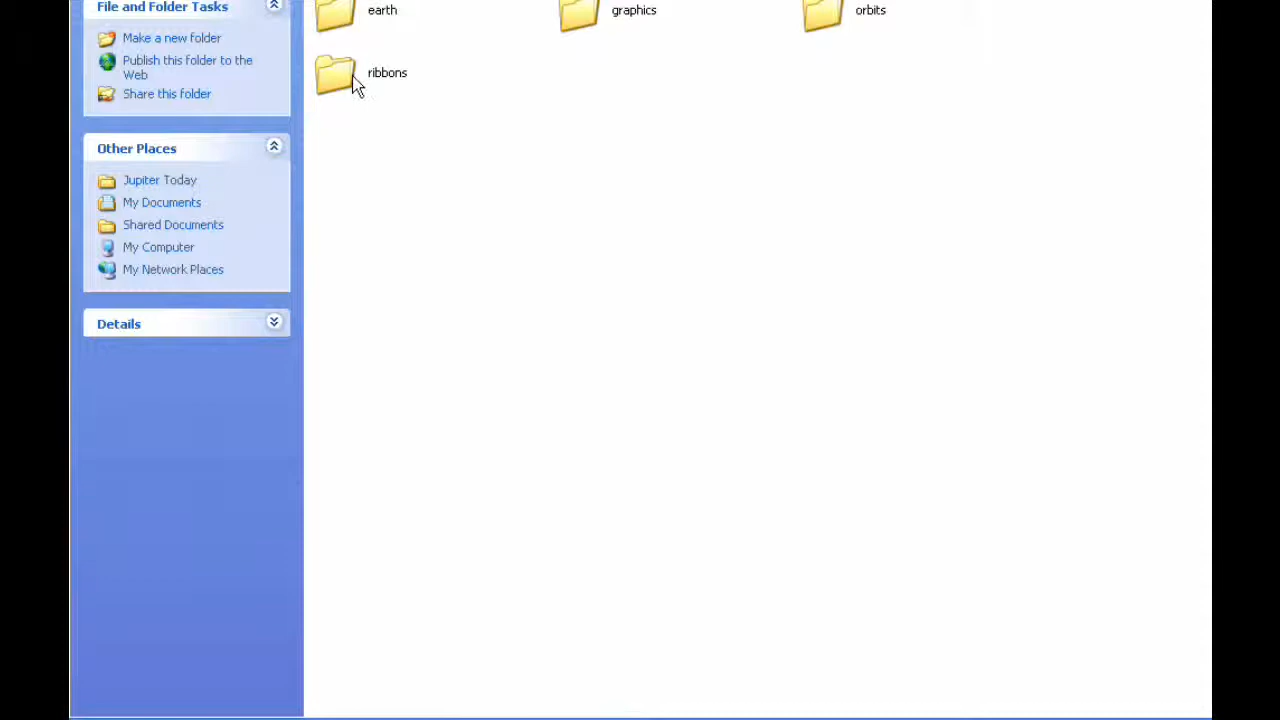 File and Folder Tasks
Make a new folder
Publish this folder to the
Web
Share this folder
Other Places
Jupiter Today
My Documents
Shared Documents
My Computer
My Network Places
Details
earth
graphics
orbits
ribbons